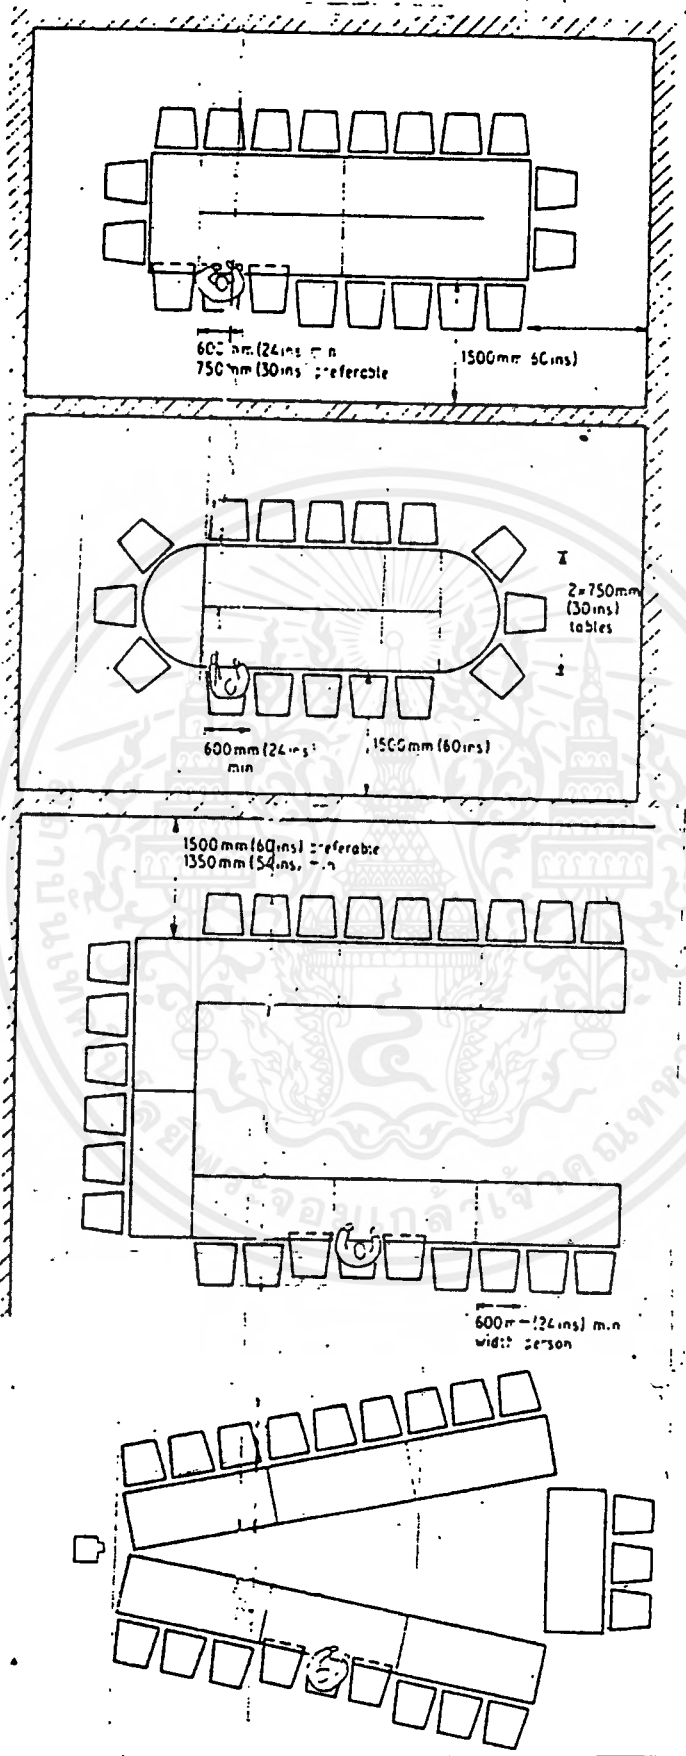 600mm (24ins min
750mm (30ins preferable
1500mm 60ins)
2×750mm
(30ins)
tables
600mm (24ins)
min
1500mm (60ins)
1500mm (60ins) preferable
1350mm (54ins, min
600mm (24ins) min
width person